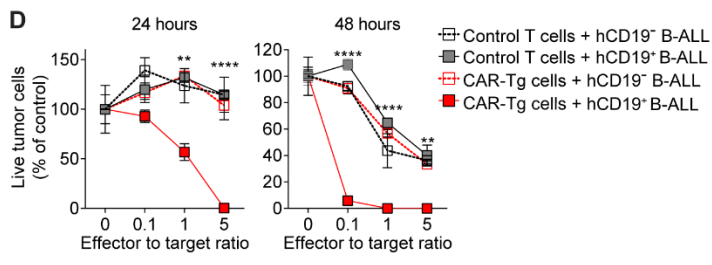 D
24 hours
48 hours
Live tumor cells
(% of control)
150
100
50
0
** ****
0 0.1 1 5
Effector to target ratio
120
100
80
60
40
20
0
****
****
**
0 0.1 1 5
Effector to target ratio
Control T cells + hCD19⁻ B-ALL
Control T cells + hCD19⁺ B-ALL
CAR-Tg cells + hCD19⁻ B-ALL
CAR-Tg cells + hCD19⁺ B-ALL